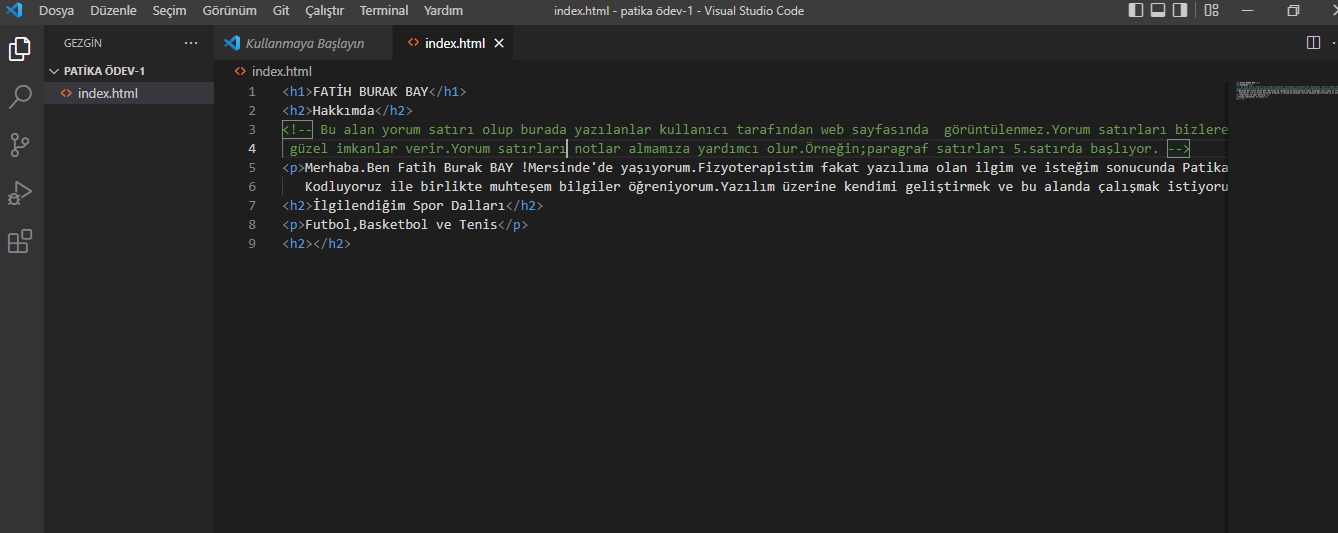 Dosya Düzenle Seçim Görünüm Git Çalıştır Terminal Yardım index.html - patika ödev-1 - Visual Studio Code
GEZGİN ···
Kullanmaya Başlayın
index.html
PATİKA ÖDEV-1
index.html
index.html
1 <h1>FATİH BURAK BAY</h1>
2 <h2>Hakkımda</h2>
3 <!-- Bu alan yorum satırı olup burada yazılanlar kullanıcı tarafından web sayfasında  görüntülenmez.Yorum satırları bizlere
4 güzel imkanlar verir.Yorum satırları notlar almamıza yardımcı olur.Örneğin;paragraf satırları 5.satırda başlıyor. -->
5 <p>Merhaba.Ben Fatih Burak BAY !Mersinde'de yaşıyorum.Fizyoterapistim fakat yazılıma olan ilgim ve isteğim sonucunda Patika
6 Kodluyoruz ile birlikte muhteşem bilgiler öğreniyorum.Yazılım üzerine kendimi geliştirmek ve bu alanda çalışmak istiyoru
7 <h2>İlgilendiğim Spor Dalları</h2>
8 <p>Futbol,Basketbol ve Tenis</p>
9 <h2></h2>